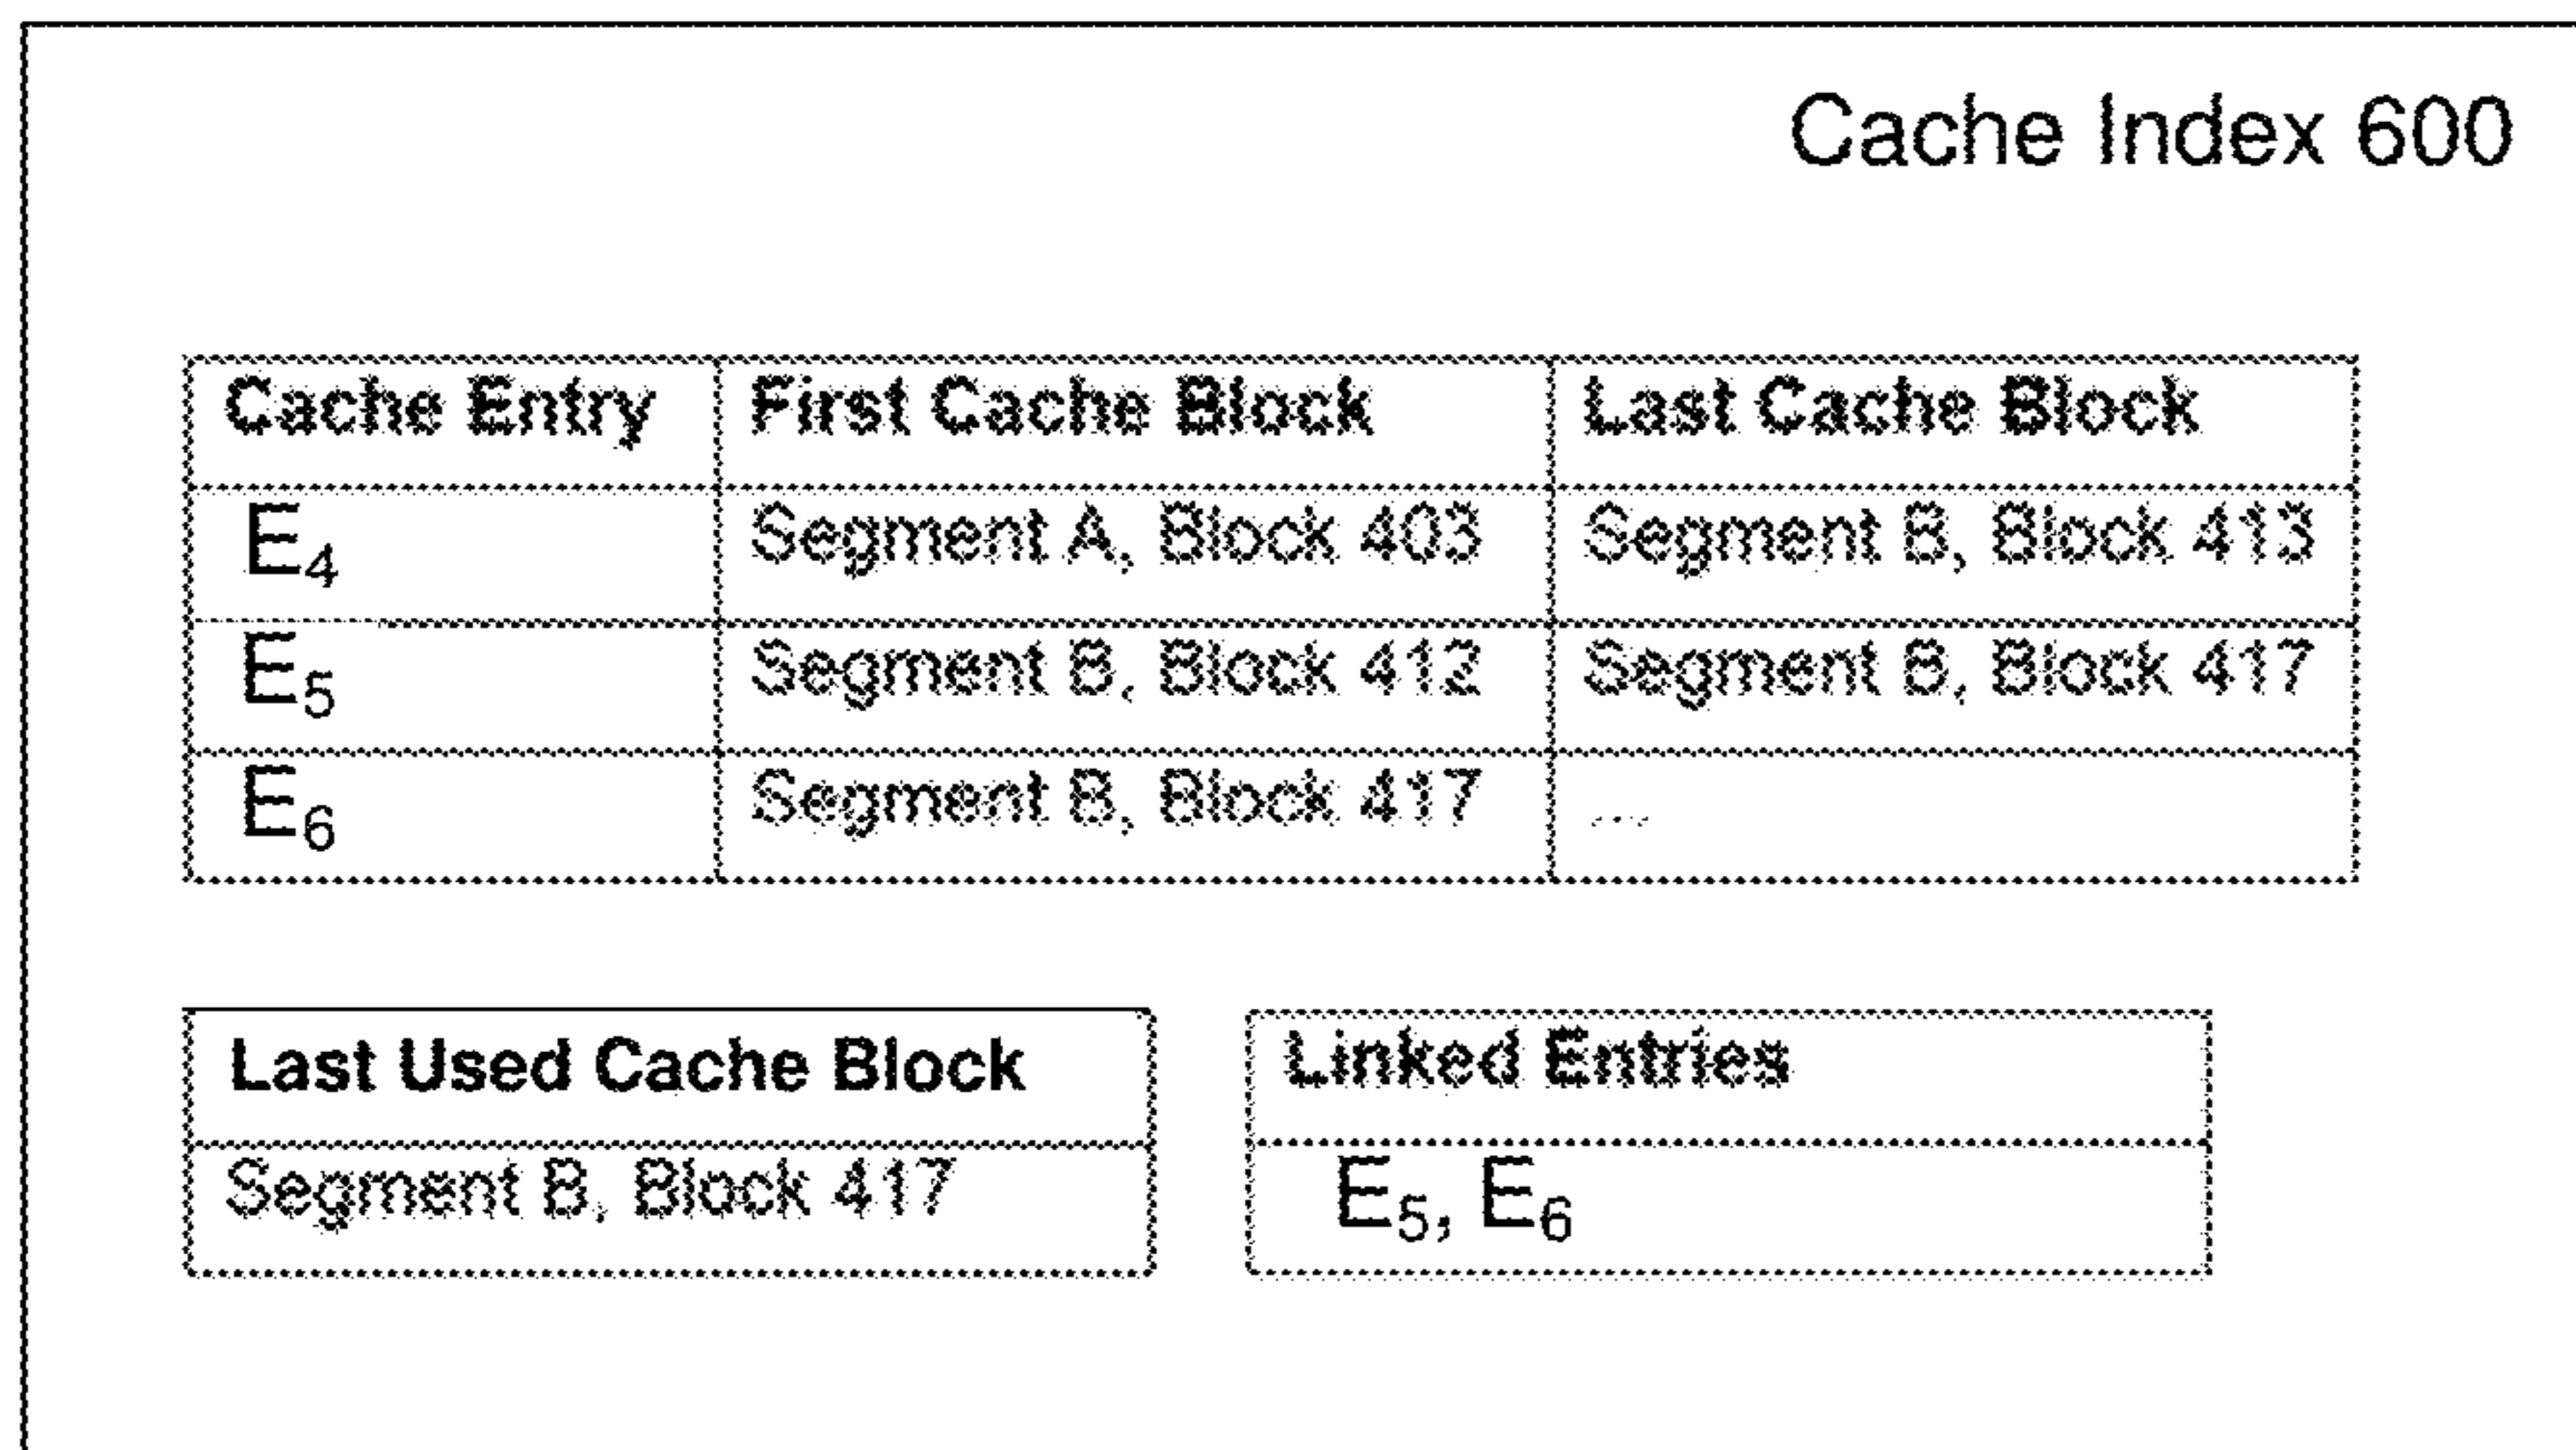 Cache Index 600
Cache Entry First Cache Block Last Cache Block
E4 Segment A, Block 403 Segment B, Block 413
E5 Segment B, Block 412 Segment B, Block 417
E6 Segment B, Block 417 ...
Last Used Cache Block Linked Entries
Segment B, Block 417 E5, E6